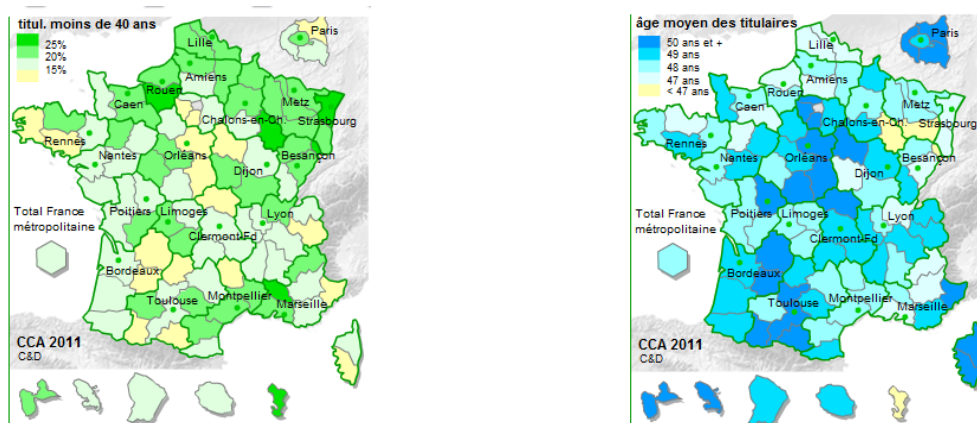 titul. moins de 40 ans
25%
20%
15%
Paris
Lille
Amiens
Rouen
Caen
Metz
Chalons-en-Ch.
Strasbourg
Rennes
Orléans
Nantes
Besançon
Dijon
Poitiers
Limoges
Lyon
Clermont-Fd
Total France
métropolitaine
Bordeaux
Toulouse
Montpellier
Marseille
CCA 2011
C&D
âge moyen des titulaires
50 ans et +
49 ans
48 ans
47 ans
< 47 ans
Paris
Lille
Amiens
Rouen
Caen
Metz
Chalons-en-Ch.
Strasbourg
Rennes
Orléans
Nantes
Besançon
Dijon
Poitiers
Limoges
Lyon
Clermont-Fd
Total France
métropolitaine
Bordeaux
Toulouse
Montpellier
Marseille
CCA 2011
C&D